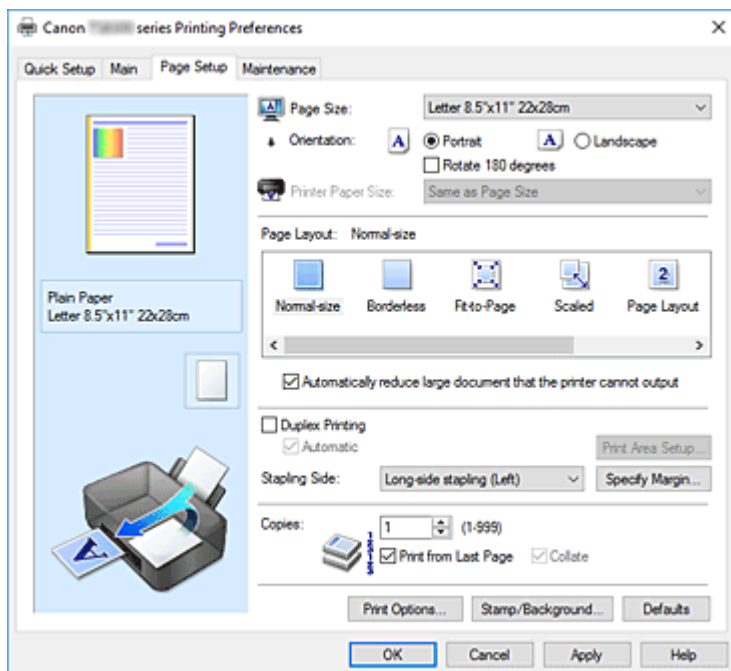 Canon series Printing Preferences
Quick Setup Main Page Setup Maintenance
Page Size: Letter 8.5"x11" 22x28cm
Orientation: A Portrait A Landscape
Rotate 180 degrees
Printer Paper Size: Same as Page Size
Page Layout: Normal-size
Normal-size Borderless Fit-to-Page Scaled Page Layout
Automatically reduce large document that the printer cannot output
Plain Paper
Letter 8.5"x11" 22x28cm
Duplex Printing
Automatic Print Area Setup...
Stapling Side: Long-side stapling (Left) Specify Margin...
Copies: 1 (1-999)
Print from Last Page Collate
Print Options... Stamp/Background... Defaults
OK Cancel Apply Help